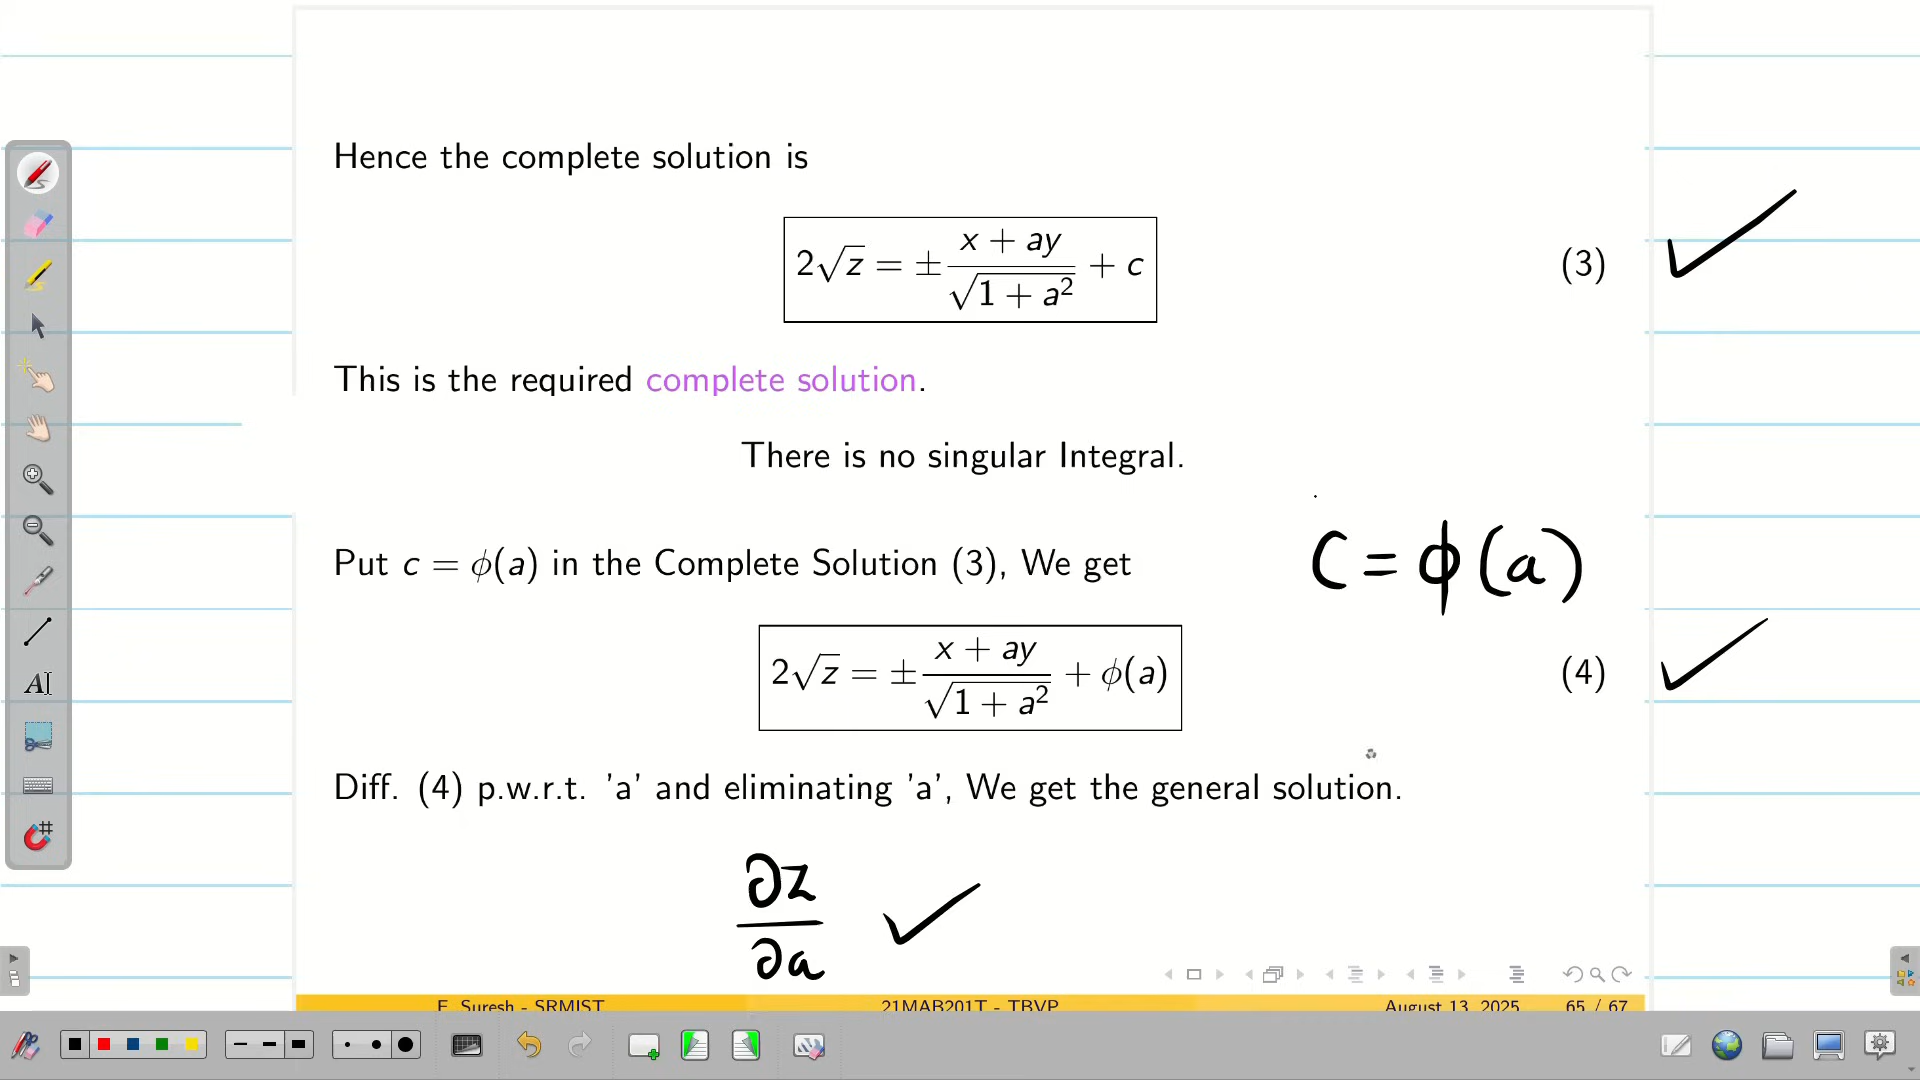 Hence the complete solution is
2√z = ± (x + ay)/√(1 + a²) + c (3)
This is the required complete solution.
There is no singular Integral.
Put c = ϕ(a) in the Complete Solution (3), We get C = ϕ(a)
2√z = ± (x + ay)/√(1 + a²) + ϕ(a) (4)
Diff. (4) p.w.r.t. 'a' and eliminating 'a', We get the general solution.
∂z/∂a
E. Suresh - SRMIST 21MAB201T - TBVP August 13, 2025 65 / 67